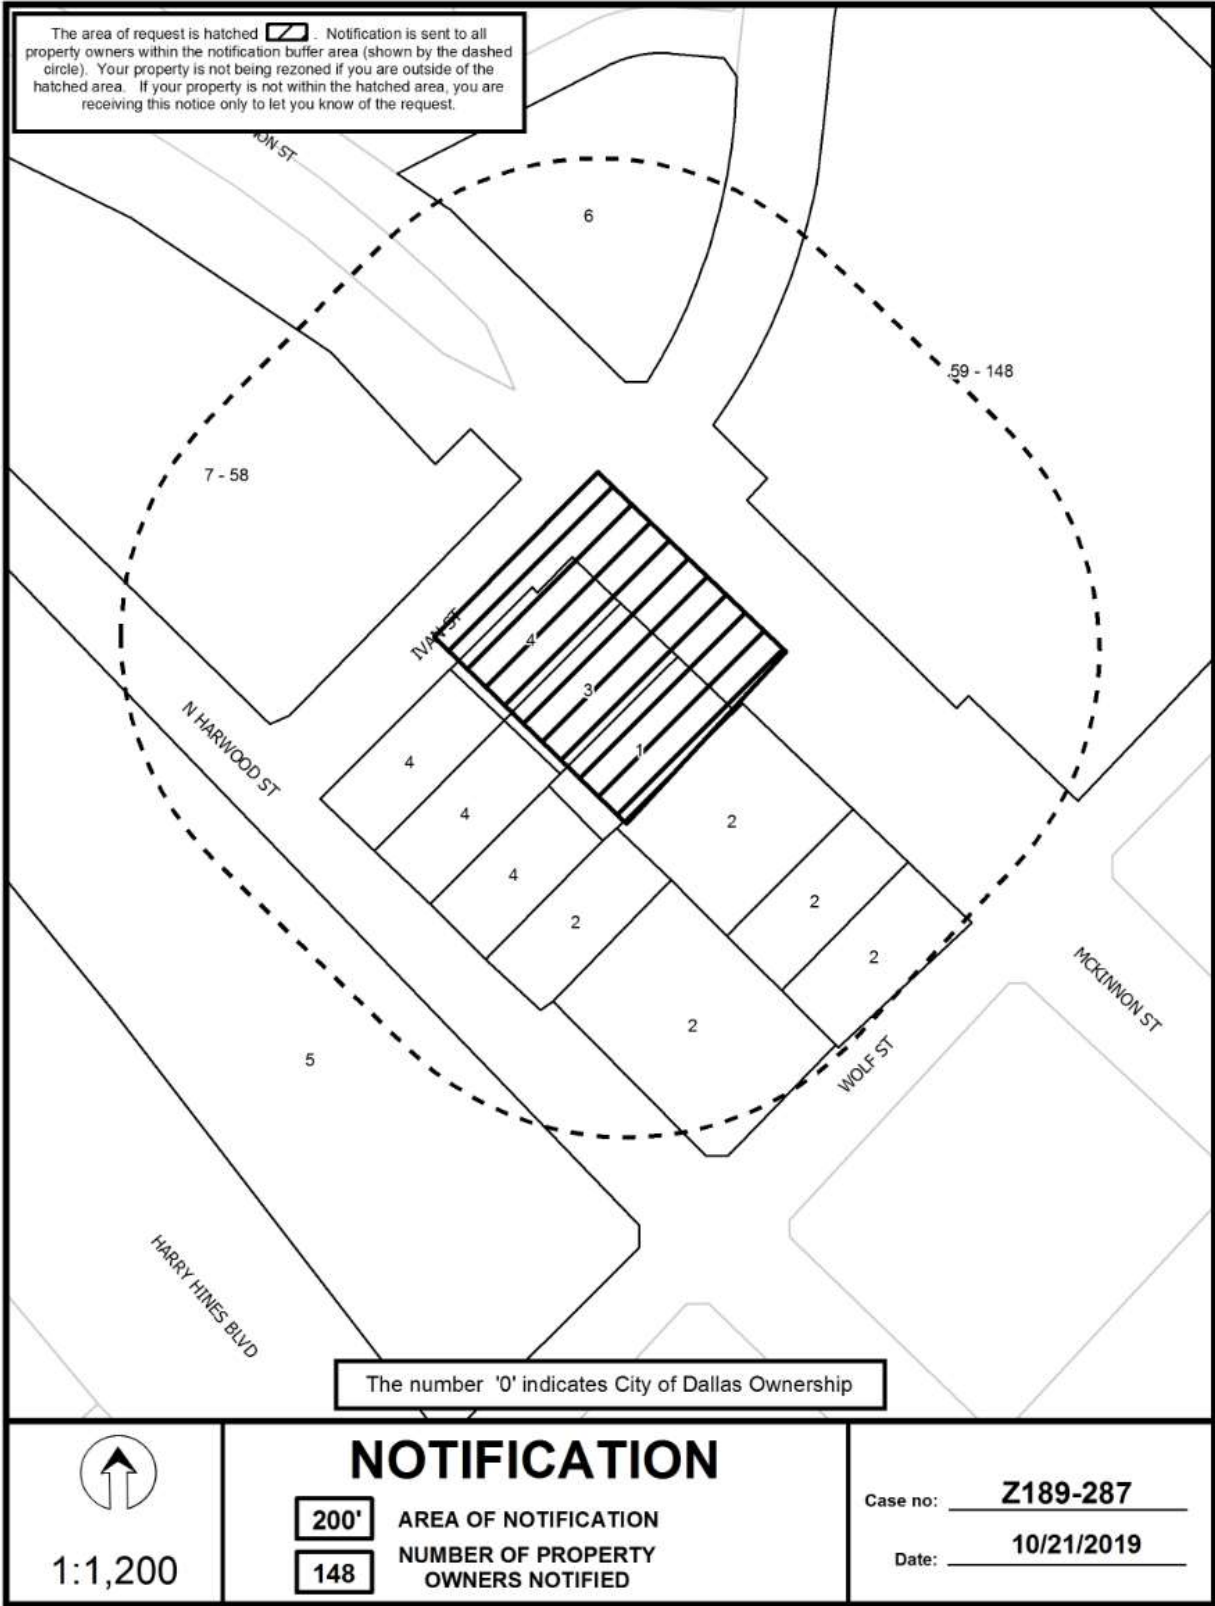 The area of request is hatched . Notification is sent to all
property owners within the notification buffer area (shown by the dashed
circle). Your property is not being rezoned if you are outside of the
hatched area. If your property is not within the hatched area, you are
receiving this notice only to let you know of the request.
ON ST
6
59 - 148
7 - 58
IVAN ST
4
3
1
N HARWOOD ST
4
4
4
2
2
2
2
2
MCKINNON ST
WOLF ST
5
HARRY HINES BLVD
The number '0' indicates City of Dallas Ownership
1:1,200
NOTIFICATION
200' AREA OF NOTIFICATION
148 NUMBER OF PROPERTY
OWNERS NOTIFIED
Case no: Z189-287
Date: 10/21/2019